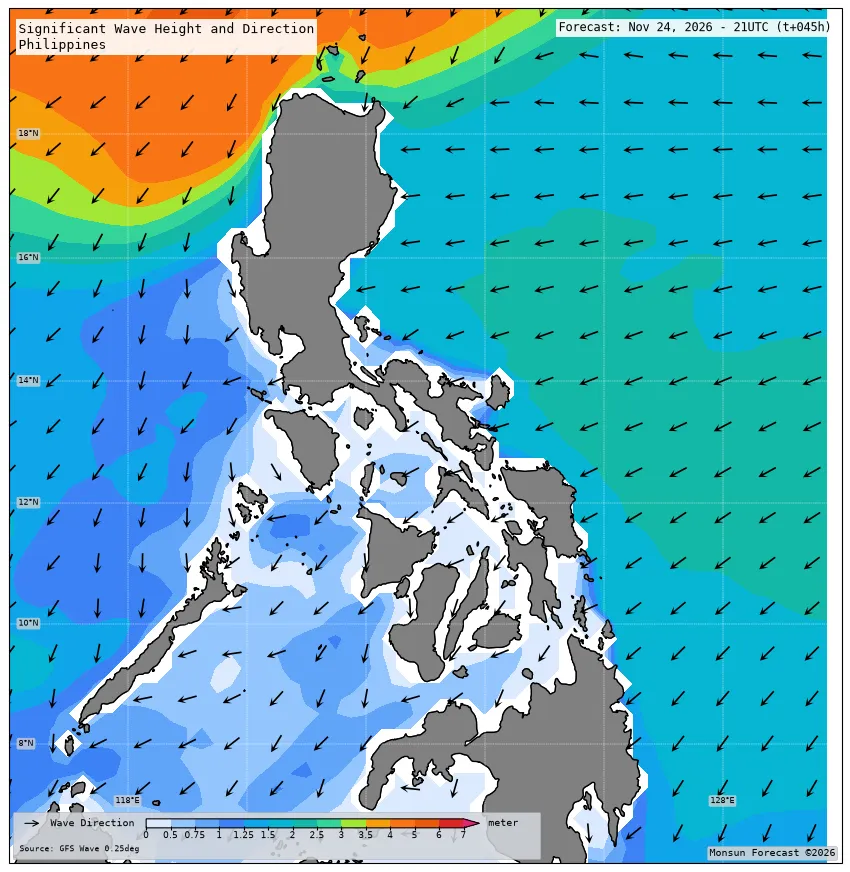 Significant Wave Height and Direction
Philippines
Forecast: Nov 24, 2026 - 21UTC (t+045h)
18°N
16°N
14°N
12°N
10°N
8°N
118°E
128°E
Wave Direction
0 0.5 0.75 1 1.25 1.5 2 2.5 3 3.5 4 5 6 7
meter
Source: GFS Wave 0.25deg
Monsun Forecast ©2026